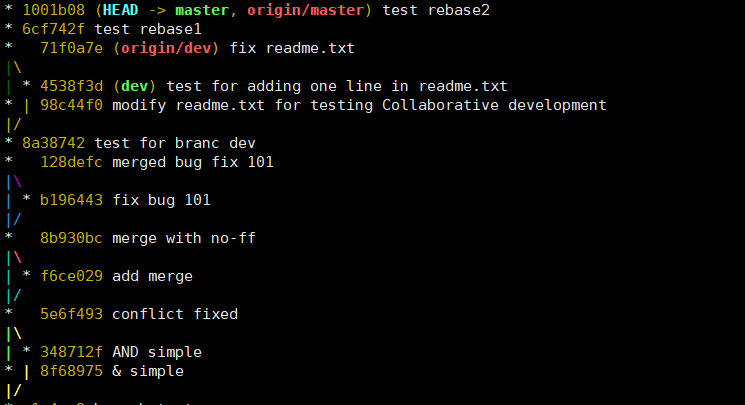 * 1001b08 (HEAD -> master, origin/master) test rebase2
* 6cf742f test rebase1
*   71f0a7e (origin/dev) fix readme.txt
|\
| * 4538f3d (dev) test for adding one line in readme.txt
* | 98c44f0 modify readme.txt for testing Collaborative development
|/
* 8a38742 test for branc dev
*   128defc merged bug fix 101
|\
| * b196443 fix bug 101
|/
*   8b930bc merge with no-ff
|\
| * f6ce029 add merge
|/
*   5e6f493 conflict fixed
|\
| * 348712f AND simple
* | 8f68975 & simple
|/